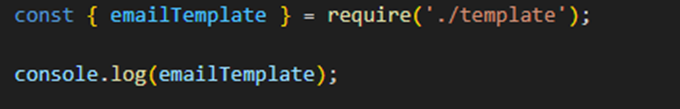 const { emailTemplate } = require('./template');
console.log(emailTemplate);